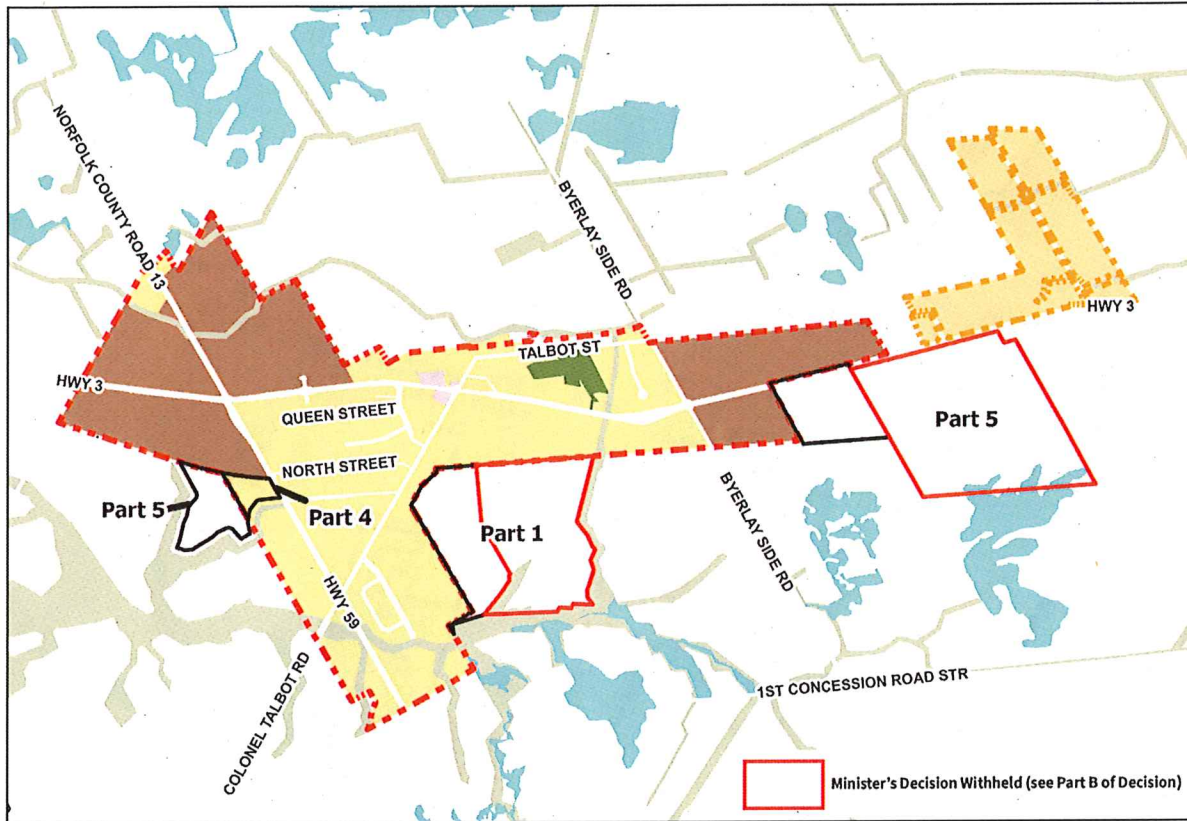 NORFOLK COUNTY ROAD 13
BYERLAY SIDE RD
HWY 3
TALBOT ST
HWY 3
QUEEN STREET
Part 5
NORTH STREET
Part 5
Part 4
Part 1
BYERLAY SIDE RD
HWY 59
COLONEL TALBOT RD
1ST CONCESSION ROAD STR
Minister's Decision Withheld (see Part B of Decision)